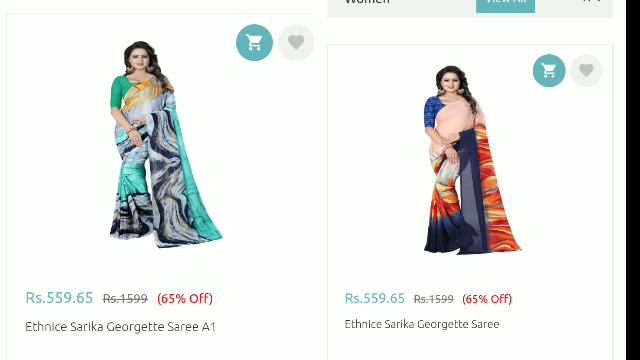 Women
View All
Rs.559.65 Rs.1599 (65% Off)
Ethnice Sarika Georgette Saree A1
Rs.559.65 Rs.1599 (65% Off)
Ethnice Sarika Georgette Saree